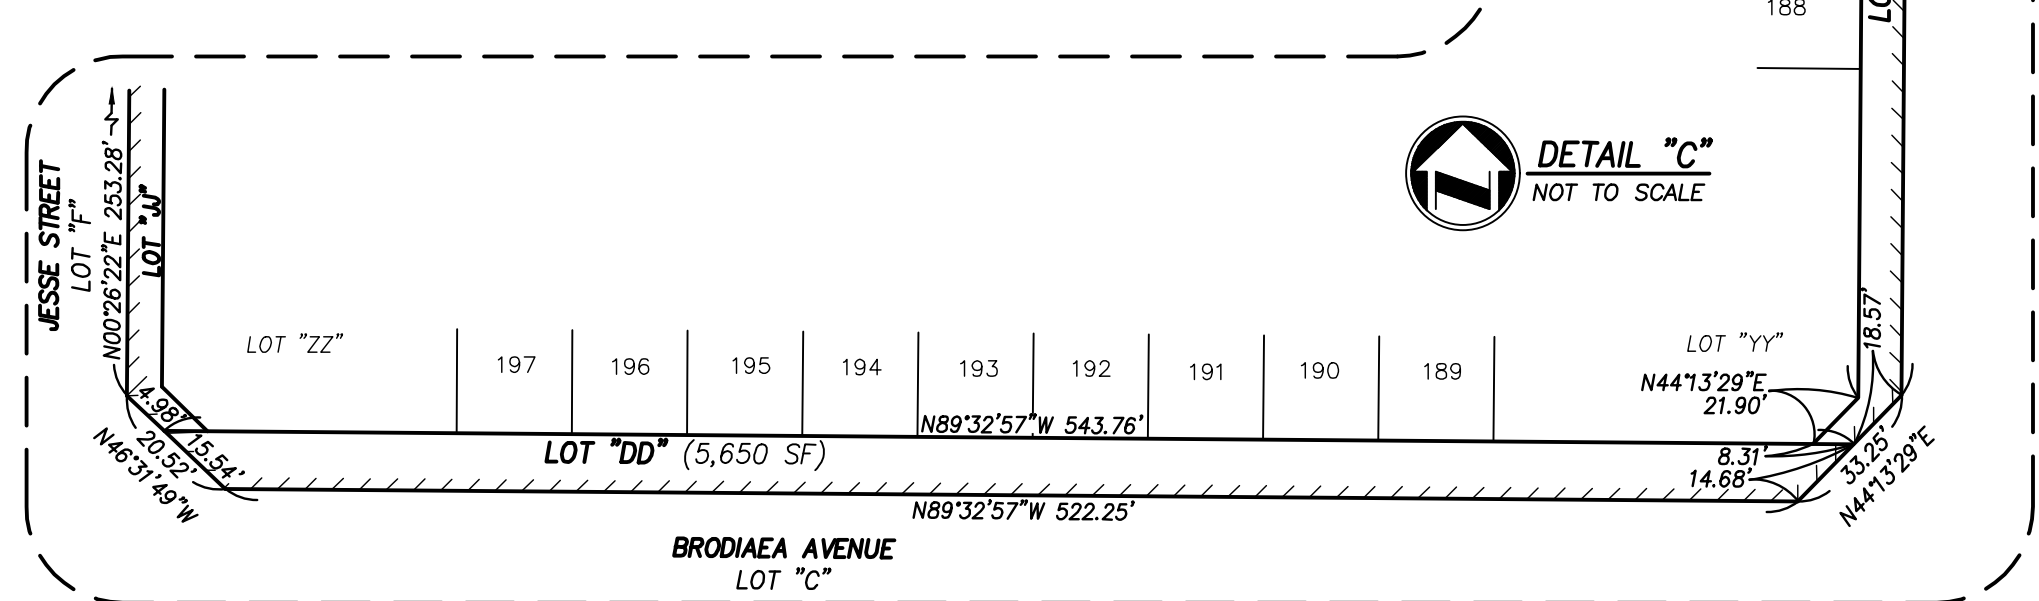 188
LO
DETAIL "C"
NOT TO SCALE
JESSE STREET
LOT "F"
N00°26'22"E 253.28'
LOT "JJ"
LOT "ZZ"
197
196
195
194
193
192
191
190
189
LOT "YY"
18.57'
N44°13'29"E
21.90'
4.98'
15.54'
20.52'
N46°31'49"W
N89°32'57"W 543.76'
LOT "DD" (5,650 SF)
8.31'
14.68'
33.25'
N44°13'29"E
N89°32'57"W 522.25'
BRODIAEA AVENUE
LOT "C"